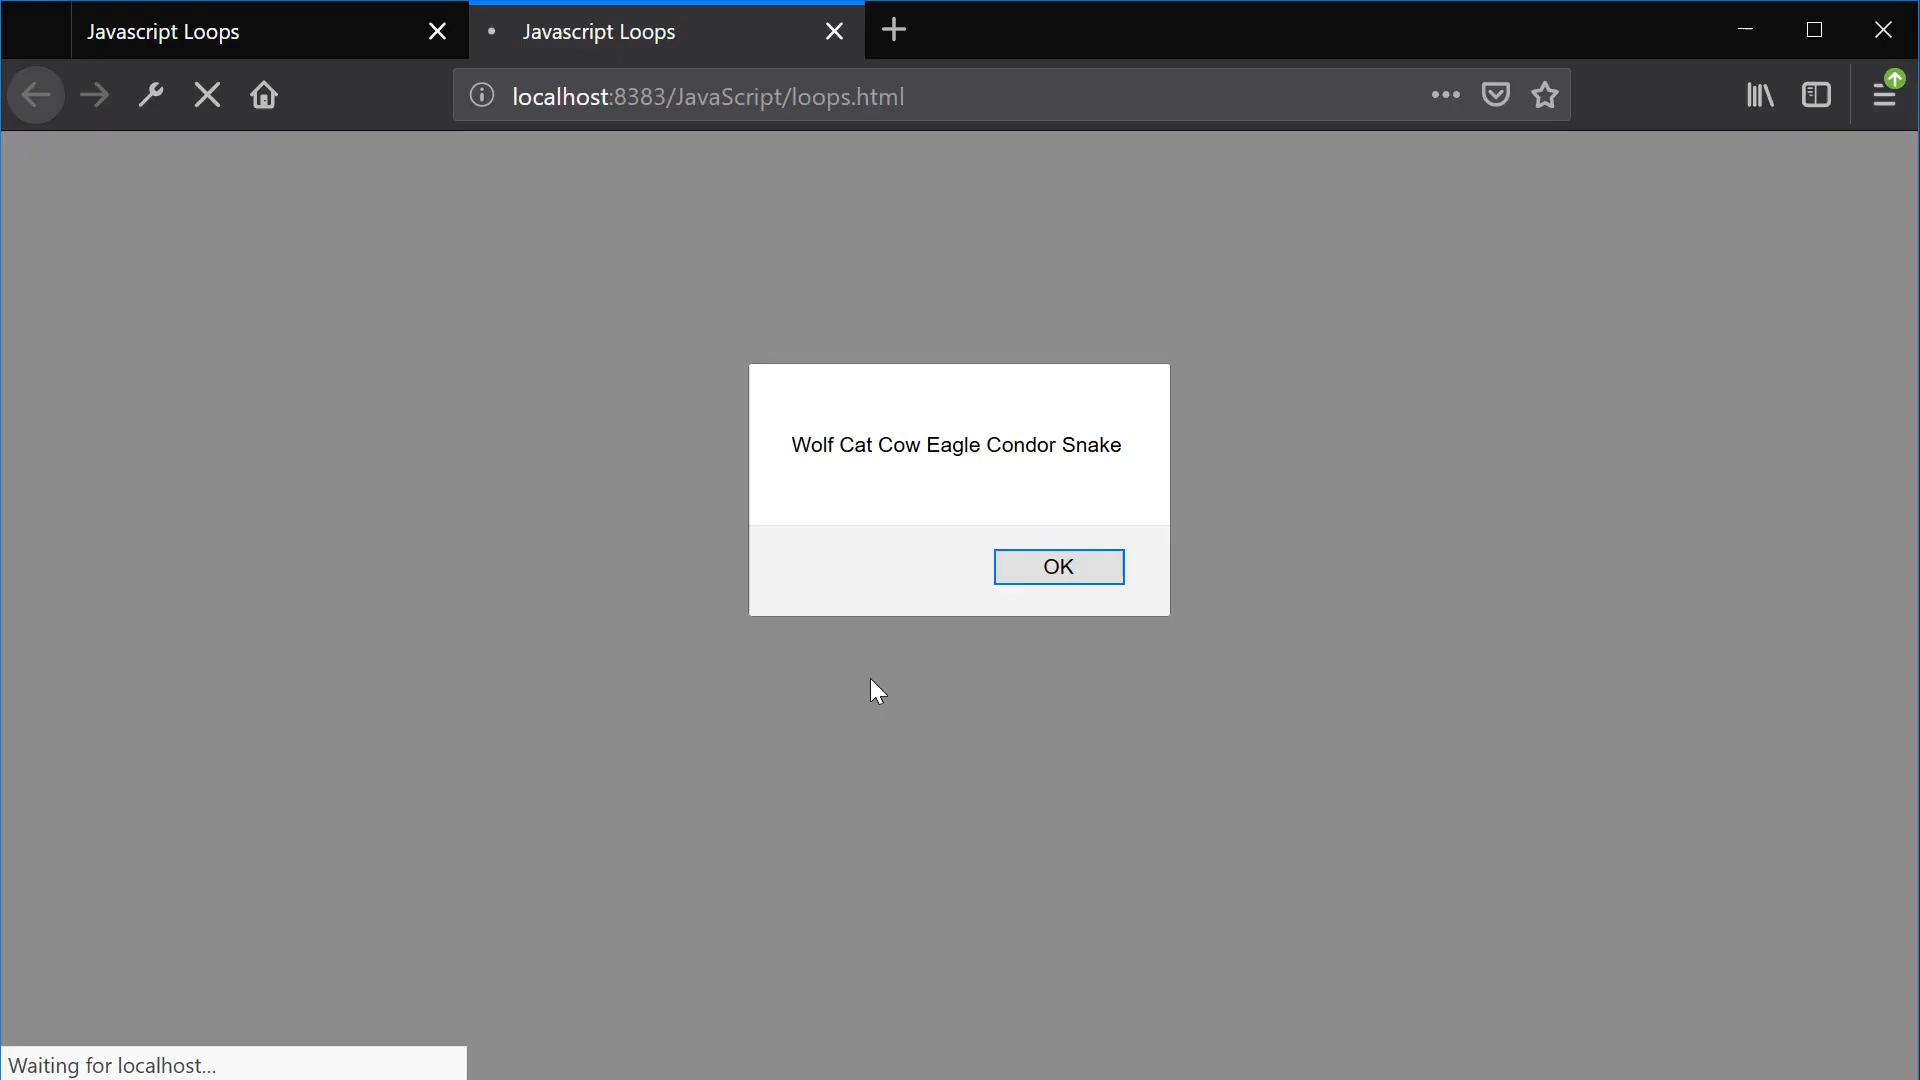 Javascript Loops
Javascript Loops
localhost:8383/JavaScript/loops.html
Wolf Cat Cow Eagle Condor Snake
OK
Waiting for localhost...